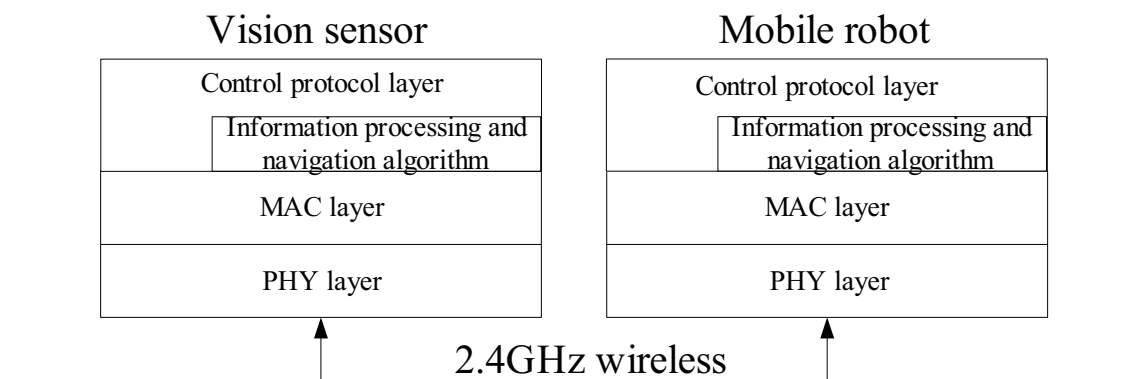 Vision sensor
Control protocol layer
Information processing and
navigation algorithm
MAC layer
PHY layer
Mobile robot
Control protocol layer
Information processing and
navigation algorithm
MAC layer
PHY layer
2.4GHz wireless